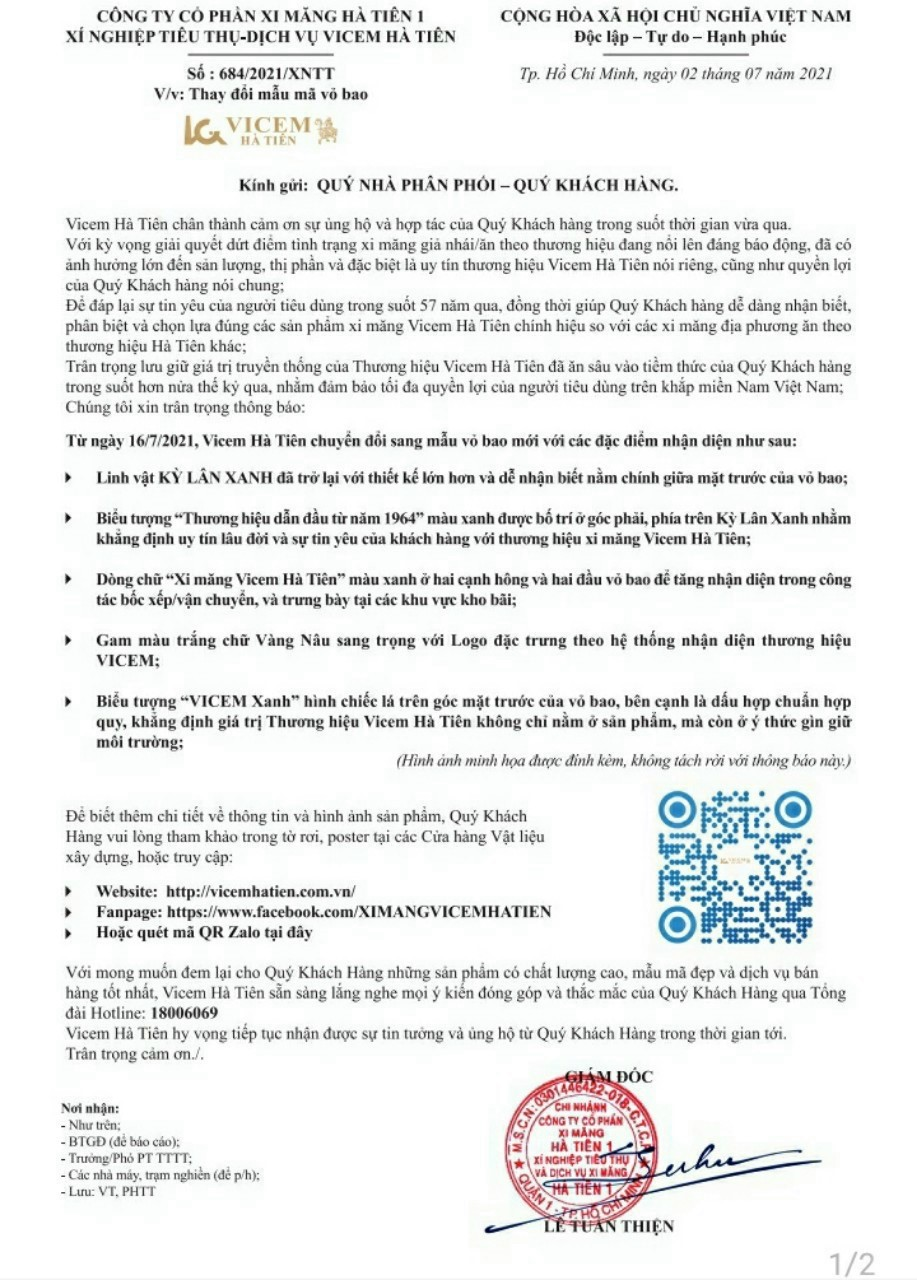 CÔNG TY CỔ PHẦN XI MĂNG HÀ TIÊN 1
XÍ NGHIỆP TIÊU THỤ-DỊCH VỤ VICEM HÀ TIÊN
Số : 684/2021/XNTT
V/v: Thay đổi mẫu mã vỏ bao
VICEM
HÀ TIÊN
CỘNG HÒA XÃ HỘI CHỦ NGHĨA VIỆT NAM
Độc lập – Tự do – Hạnh phúc
Tp. Hồ Chí Minh, ngày 02 tháng 07 năm 2021
Kính gửi: QUÝ NHÀ PHÂN PHỐI – QUÝ KHÁCH HÀNG.
Vicem Hà Tiên chân thành cảm ơn sự ủng hộ và hợp tác của Quý Khách hàng trong suốt thời gian vừa qua.
Với kỳ vọng giải quyết dứt điểm tình trạng xi măng giả nhái/ăn theo thương hiệu đang nổi lên đáng báo động, đã có
ảnh hưởng lớn đến sản lượng, thị phần và đặc biệt là uy tín thương hiệu Vicem Hà Tiên nói riêng, cũng như quyền lợi
của Quý Khách hàng nói chung;
Để đáp lại sự tin yêu của người tiêu dùng trong suốt 57 năm qua, đồng thời giúp Quý Khách hàng dễ dàng nhận biết,
phân biệt và chọn lựa đúng các sản phẩm xi măng Vicem Hà Tiên chính hiệu so với các xi măng địa phương ăn theo
thương hiệu Hà Tiên khác;
Trân trọng lưu giữ giá trị truyền thống của Thương hiệu Vicem Hà Tiên đã ăn sâu vào tiềm thức của Quý Khách hàng
trong suốt hơn nửa thế kỷ qua, nhằm đảm bảo tối đa quyền lợi của người tiêu dùng trên khắp miền Nam Việt Nam;
Chúng tôi xin trân trọng thông báo:
Từ ngày 16/7/2021, Vicem Hà Tiên chuyển đổi sang mẫu vỏ bao mới với các đặc điểm nhận diện như sau:
Linh vật KỲ LÂN XANH đã trở lại với thiết kế lớn hơn và dễ nhận biết nằm chính giữa mặt trước của vỏ bao;
Biểu tượng “Thương hiệu dẫn đầu từ năm 1964” màu xanh được bố trí ở góc phải, phía trên Kỳ Lân Xanh nhằm
khẳng định uy tín lâu đời và sự tin yêu của khách hàng với thương hiệu xi măng Vicem Hà Tiên;
Dòng chữ “Xi măng Vicem Hà Tiên” màu xanh ở hai cạnh hông và hai đầu vỏ bao để tăng nhận diện trong công
tác bốc xếp/vận chuyển, và trưng bày tại các khu vực kho bãi;
Gam màu trắng chữ Vàng Nâu sang trọng với Logo đặc trưng theo hệ thống nhận diện thương hiệu
VICEM;
Biểu tượng “VICEM Xanh” hình chiếc lá trên góc mặt trước của vỏ bao, bên cạnh là dấu hợp chuẩn hợp
quy, khẳng định giá trị Thương hiệu Vicem Hà Tiên không chỉ nằm ở sản phẩm, mà còn ở ý thức gìn giữ
môi trường;
(Hình ảnh minh họa được đính kèm, không tách rời với thông báo này.)
Để biết thêm chi tiết về thông tin và hình ảnh sản phẩm, Quý Khách
Hàng vui lòng tham khảo trong tờ rơi, poster tại các Cửa hàng Vật liệu
xây dựng, hoặc truy cập:
Website: http://vicemhatien.com.vn/
Fanpage: https://www.facebook.com/XIMANGVICEMHATIEN
Hoặc quét mã QR Zalo tại đây
Với mong muốn đem lại cho Quý Khách Hàng những sản phẩm có chất lượng cao, mẫu mã đẹp và dịch vụ bán
hàng tốt nhất, Vicem Hà Tiên sẵn sàng lắng nghe mọi ý kiến đóng góp và thắc mắc của Quý Khách Hàng qua Tổng
đài Hotline: 18006069
Vicem Hà Tiên hy vọng tiếp tục nhận được sự tin tưởng và ủng hộ từ Quý Khách Hàng trong thời gian tới.
Trân trọng cảm ơn./.
GIÁM ĐỐC
M.S.C.N: 0301446422-018-C.T.C.P
CHI NHÁNH
CÔNG TY CỔ PHẦN
XI MĂNG
HÀ TIÊN 1
XÍ NGHIỆP TIÊU THỤ
VÀ DỊCH VỤ XI MĂNG
HÀ TIÊN 1
QUẬN 1 - TP. HỒ CHÍ MINH
LÊ TUẤN THIỆN
Nơi nhận:
- Như trên;
- BTGĐ (để báo cáo);
- Trưởng/Phó PT TTTT;
- Các nhà máy, trạm nghiền (để p/h);
- Lưu: VT, PHTT
1/2